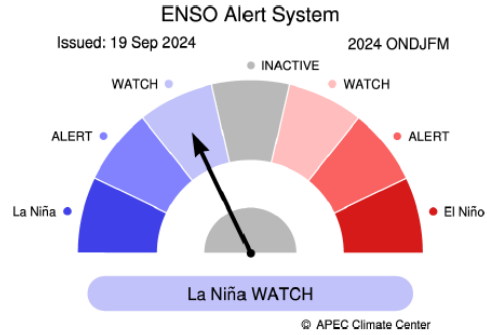 ENSO Alert System
Issued: 19 Sep 2024
2024 ONDJFM
INACTIVE
WATCH
WATCH
ALERT
ALERT
La Niña
El Niño
La Niña WATCH
© APEC Climate Center